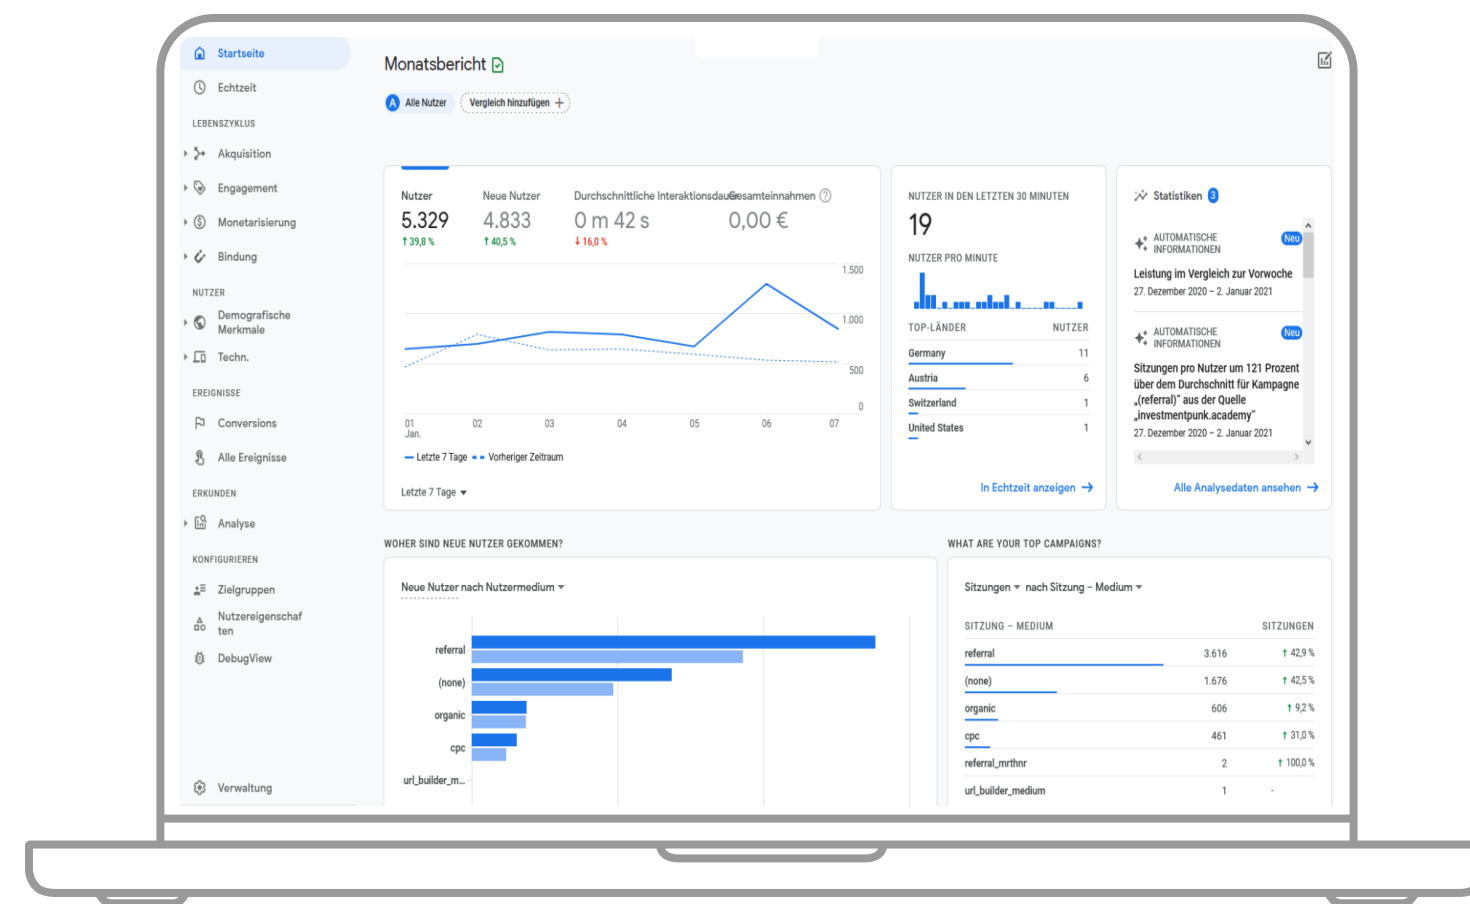 Startseite
Echtzeit
LEBENSZYKLUS
Akquisition
Engagement
Monetarisierung
Bindung
NUTZER
Demografische
Merkmale
Techn.
EREIGNISSE
Conversions
Alle Ereignisse
ERKUNDEN
Analyse
KONFIGURIEREN
Zielgruppen
Nutzereigenschaf
ten
DebugView
Verwaltung
Monatsbericht
A Alle Nutzer Vergleich hinzufügen +
Nutzer Neue Nutzer Durchschnittliche Interaktionsdauer Gesamteinnahmen ?
5.329 4.833 0 m 42 s 0,00 €
↑ 39,8 % ↑ 40,5 % ↓ 16,0 %
1.500
1.000
500
0
01 02 03 04 05 06 07
Jan.
Letzte 7 Tage Vorheriger Zeitraum
Letzte 7 Tage
NUTZER IN DEN LETZTEN 30 MINUTEN
19
NUTZER PRO MINUTE
TOP-LÄNDER NUTZER
Germany 11
Austria 6
Switzerland 1
United States 1
In Echtzeit anzeigen →
Statistiken 3
AUTOMATISCHE Neu
INFORMATIONEN
Leistung im Vergleich zur Vorwoche
27. Dezember 2020 – 2. Januar 2021
AUTOMATISCHE Neu
INFORMATIONEN
Sitzungen pro Nutzer um 121 Prozent
über dem Durchschnitt für Kampagne
„(referral)“ aus der Quelle
„investmentpunk.academy“
27. Dezember 2020 – 2. Januar 2021
Alle Analysedaten ansehen →
WOHER SIND NEUE NUTZER GEKOMMEN?
Neue Nutzer nach Nutzermedium
referral
(none)
organic
cpc
url_builder_m...
WHAT ARE YOUR TOP CAMPAIGNS?
Sitzungen nach Sitzung – Medium
SITZUNG – MEDIUM SITZUNGEN
referral 3.616 ↑ 42,9 %
(none) 1.676 ↑ 42,5 %
organic 606 ↑ 9,2 %
cpc 461 ↑ 31,0 %
referral_mrthnr 2 ↑ 100,0 %
url_builder_medium 1 -